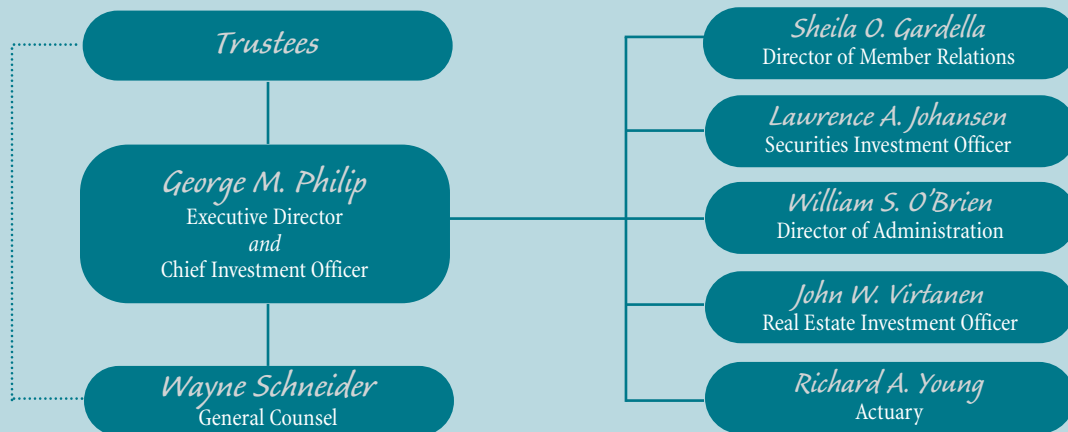 Trustees
George M. Philip
Executive Director
and
Chief Investment Officer
Wayne Schneider
General Counsel
Sheila O. Gardella
Director of Member Relations
Lawrence A. Johansen
Securities Investment Officer
William S. O'Brien
Director of Administration
John W. Virtanen
Real Estate Investment Officer
Richard A. Young
Actuary